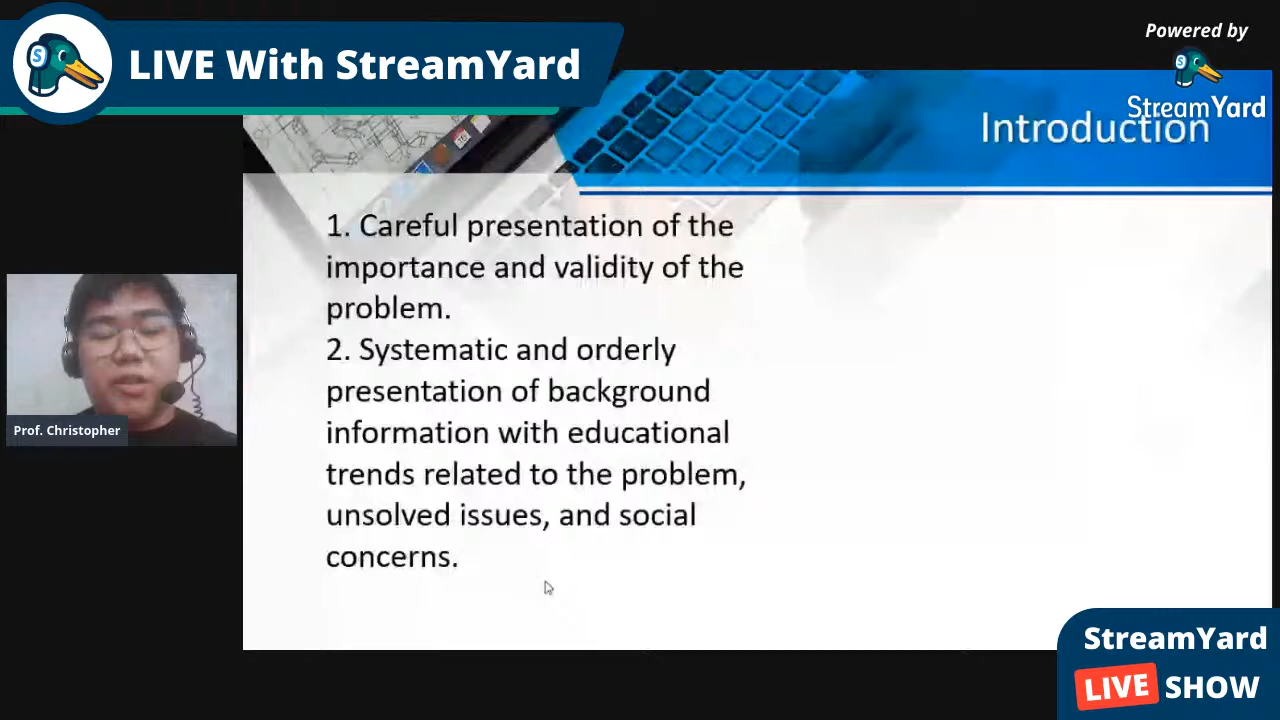 LIVE With StreamYard
Powered by
StreamYard
Introduction
1. Careful presentation of the
importance and validity of the
problem.
2. Systematic and orderly
presentation of background
information with educational
trends related to the problem,
unsolved issues, and social
concerns.
Prof. Christopher
StreamYard
LIVE SHOW